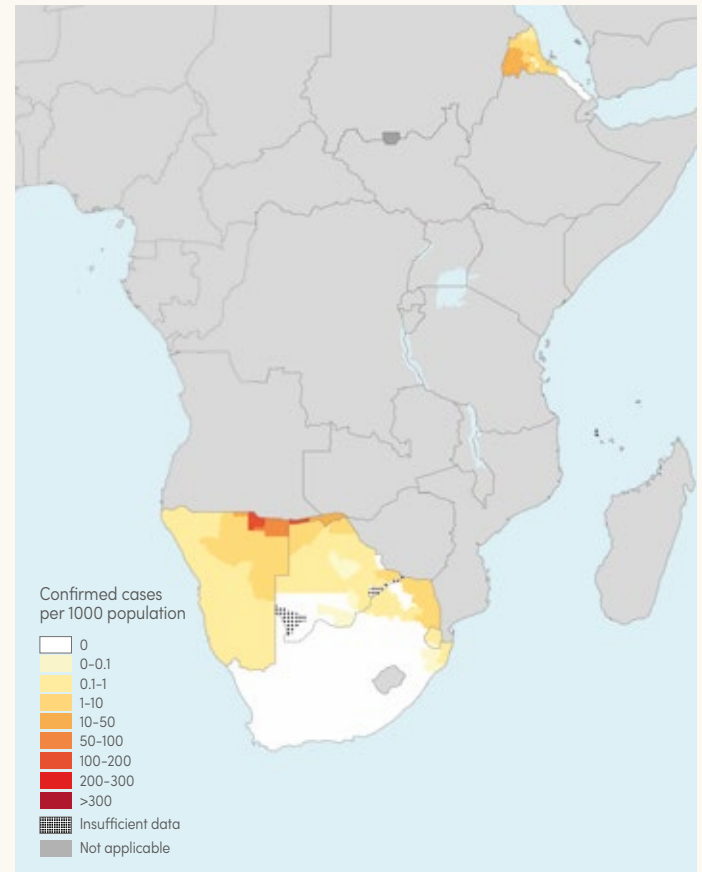 Confirmed cases
per 1000 population
0
0-0.1
0.1-1
1-10
10-50
50-100
100-200
200-300
>300
Insufficient data
Not applicable